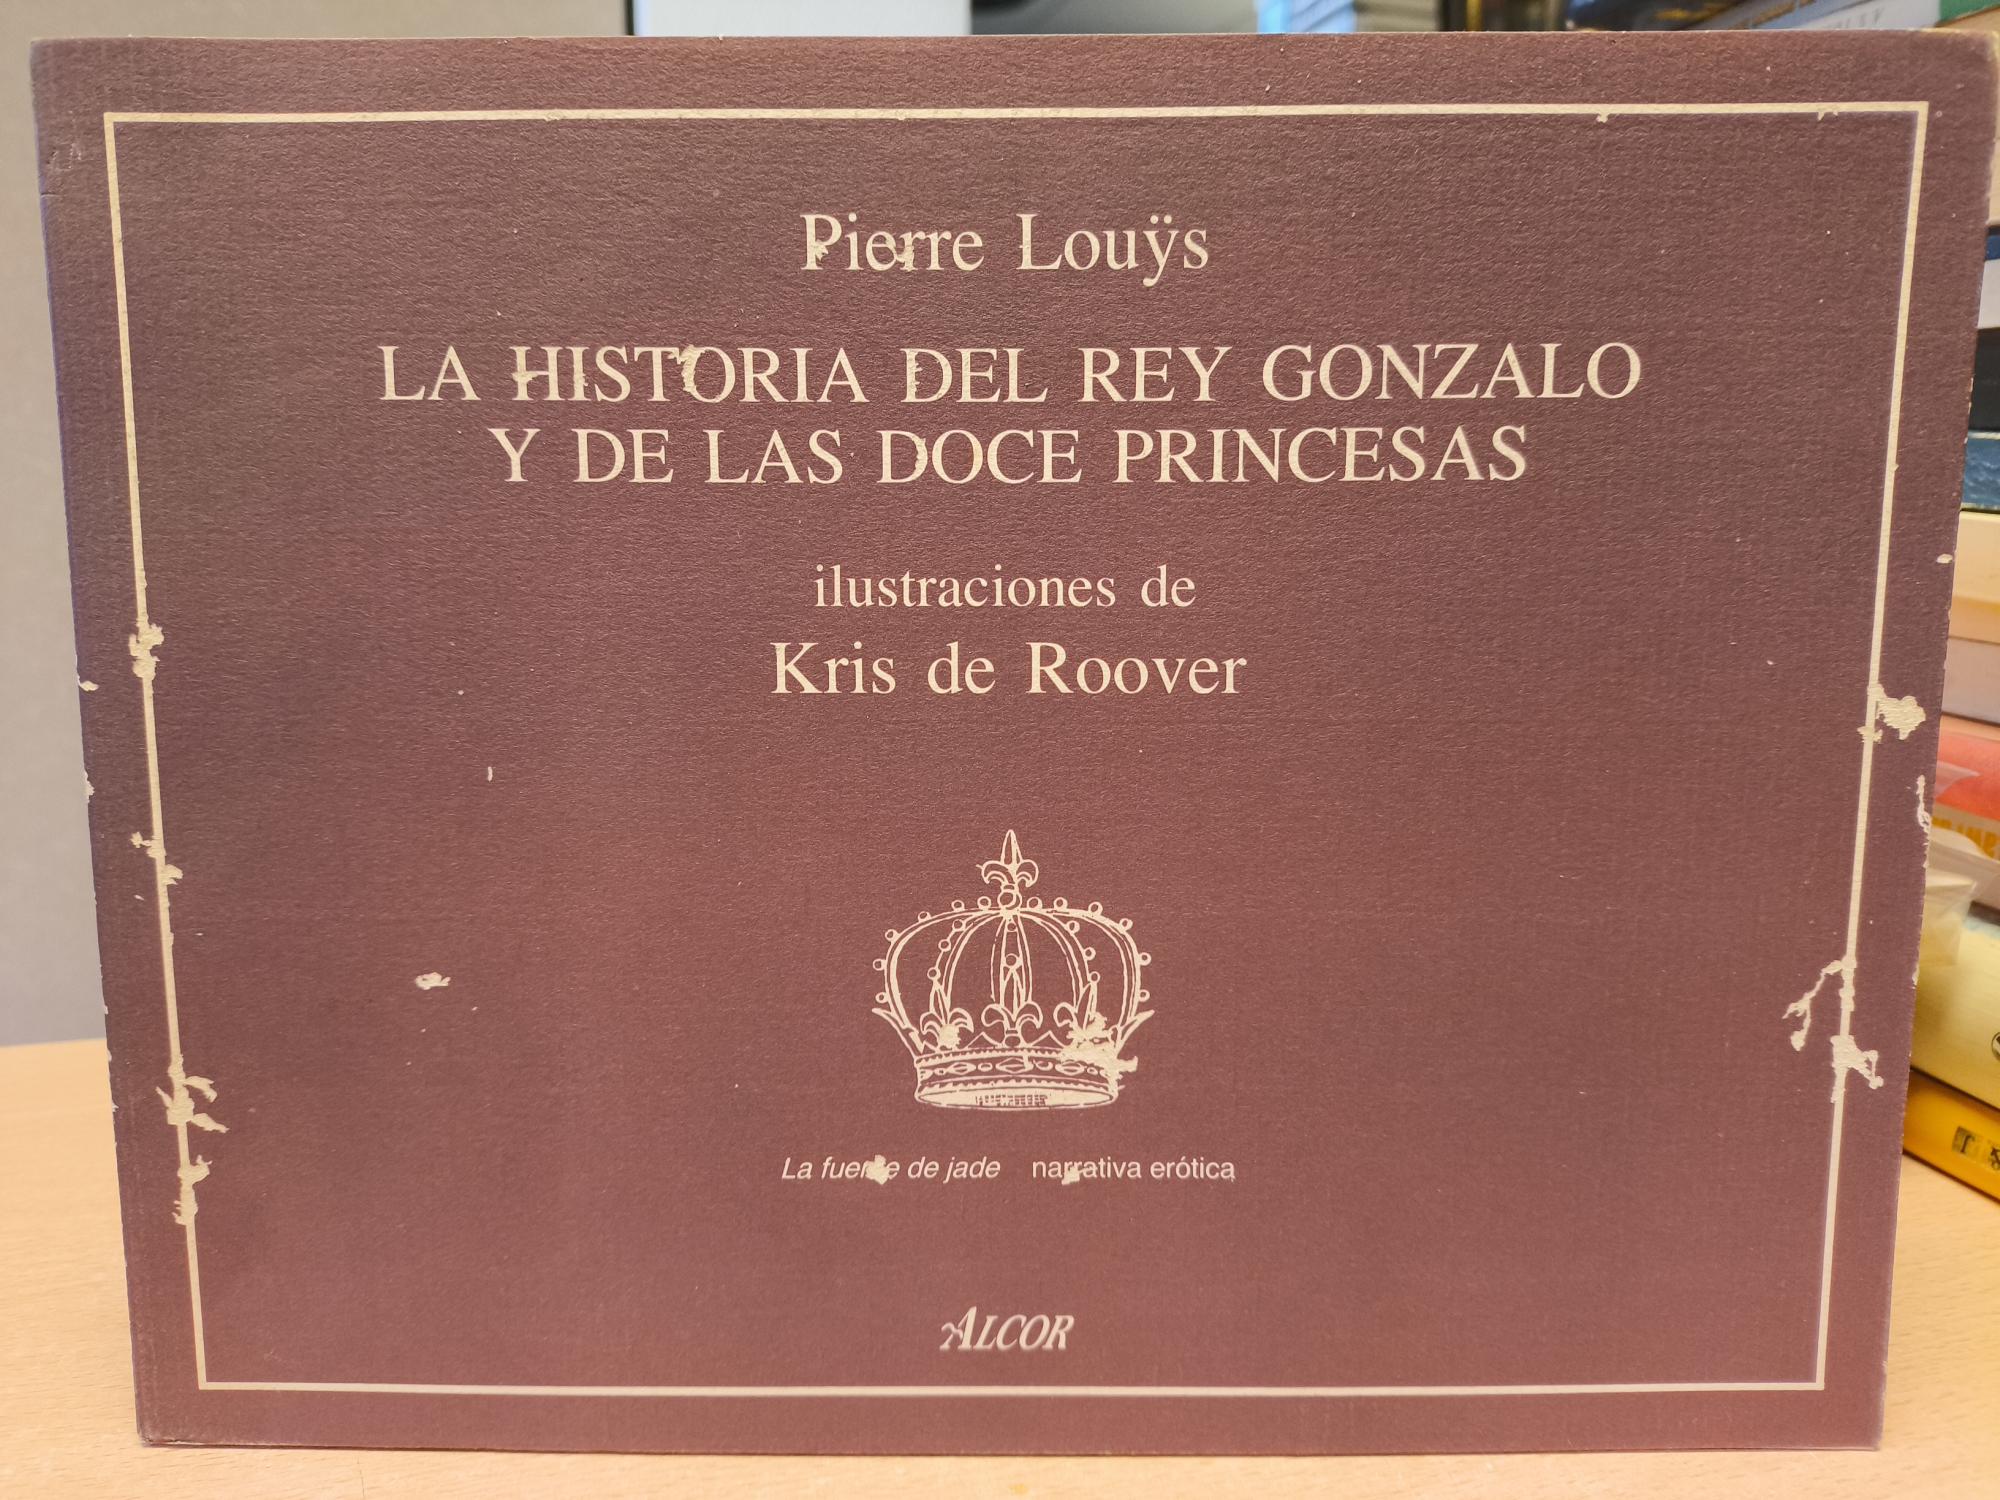 Pierre Louÿs
LA HISTORIA DEL REY GONZALO
Y DE LAS DOCE PRINCESAS
ilustraciones de
Kris de Roover
La fuente de jade narrativa erótica
ALCOR